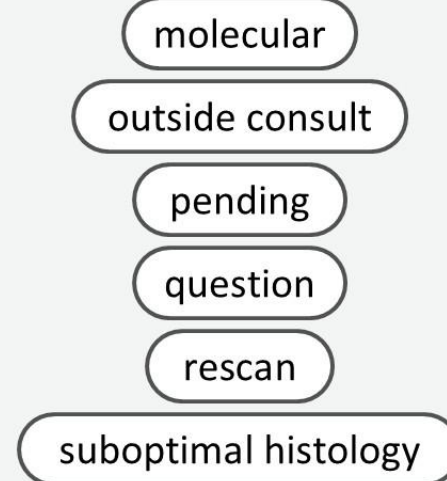 molecular
outside consult
pending
question
rescan
suboptimal histology